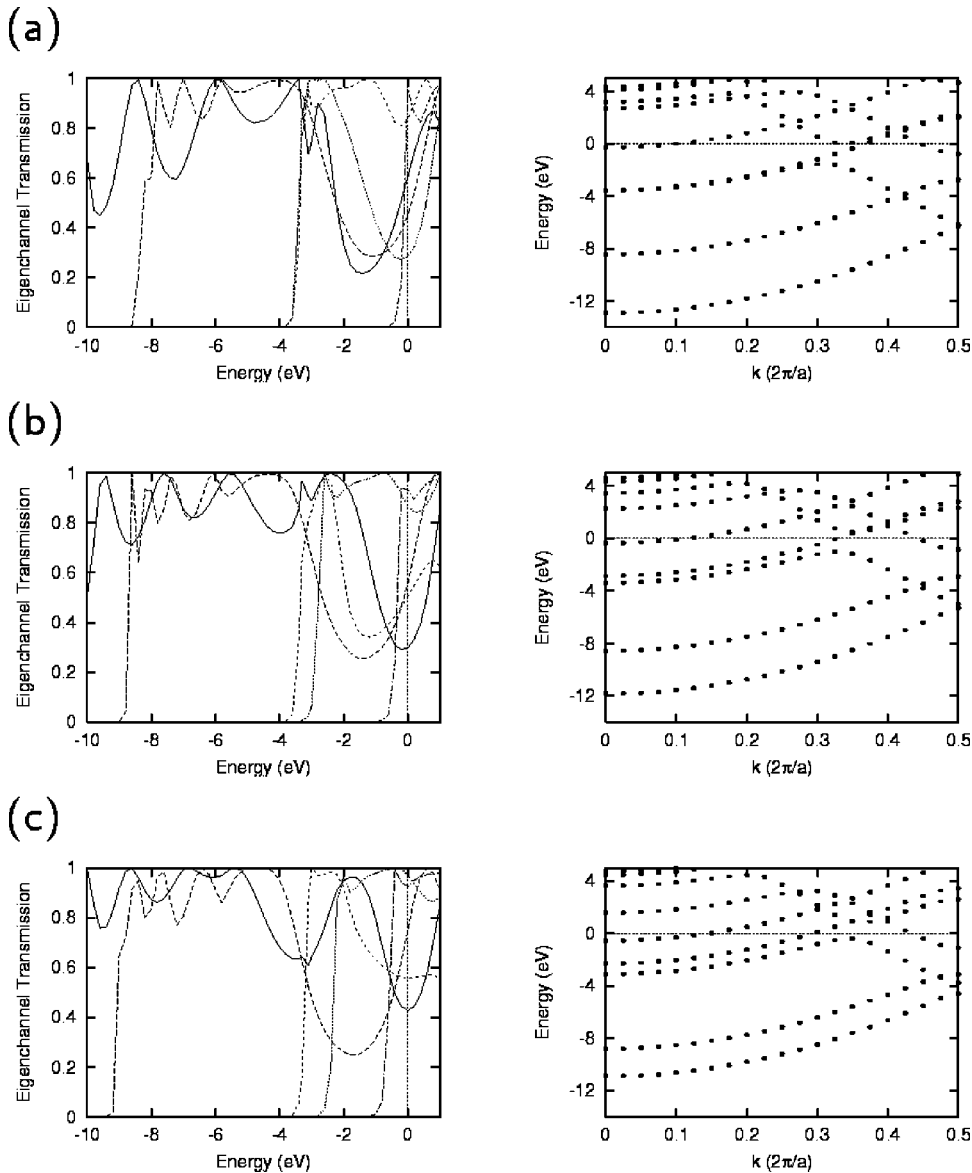 (a)
Eigenchannel Transmission
1
0.8
0.6
0.4
0.2
0
-10 -8 -6 -4 -2 0
Energy (eV)
Energy (eV)
4
0
-4
-8
-12
0 0.1 0.2 0.3 0.4 0.5
k (2π/a)
(b)
Eigenchannel Transmission
1
0.8
0.6
0.4
0.2
0
-10 -8 -6 -4 -2 0
Energy (eV)
Energy (eV)
4
0
-4
-8
-12
0 0.1 0.2 0.3 0.4 0.5
k (2π/a)
(c)
Eigenchannel Transmission
1
0.8
0.6
0.4
0.2
0
-10 -8 -6 -4 -2 0
Energy (eV)
Energy (eV)
4
0
-4
-8
-12
0 0.1 0.2 0.3 0.4 0.5
k (2π/a)